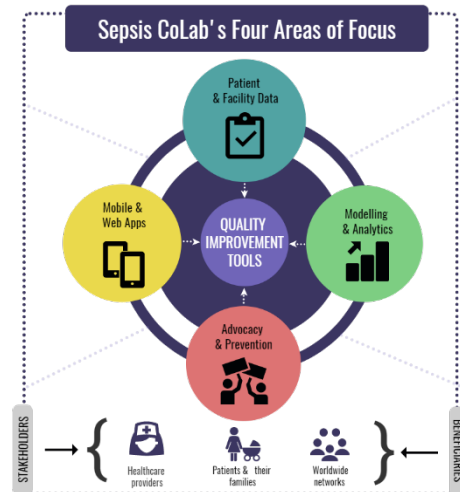 Sepsis CoLab's Four Areas of Focus
Patient
& Facility Data
Mobile &
Web Apps
QUALITY
IMPROVEMENT
TOOLS
Modelling
& Analytics
Advocacy
& Prevention
STAKEHOLDERS
Healthcare
providers
Patients & their
families
Worldwide
networks
BENEFICIARIES